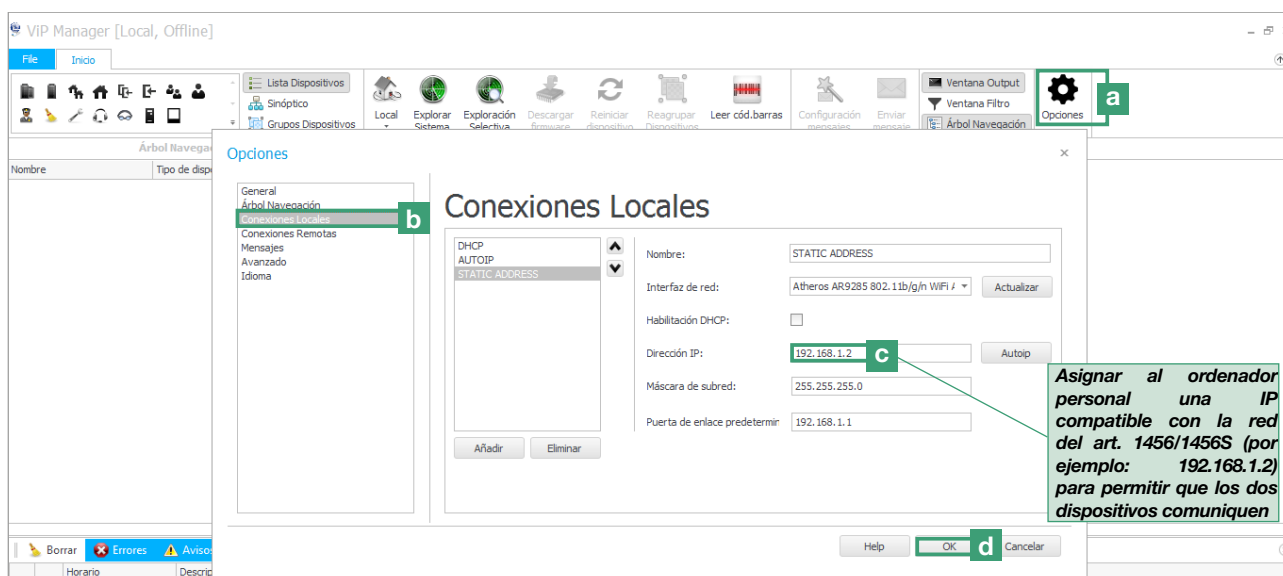 ViP Manager [Local, Offline]
File Inicio
Lista Dispositivos
Sinóptico
Grupos Dispositivos
Local
Explorar Sistema
Exploración Selectiva
Descargar firmware
Reiniciar dispositivo
Reagrupar Dispositivos
Leer cód.barras
Configuración mensajes
Enviar mensaje
Ventana Output
Ventana Filtro
Árbol Navegación
Opciones
a
Árbol Navega
Nombre Tipo de disp
Opciones
General
Árbol Navegación
Conexiones Locales
b
Conexiones Remotas
Mensajes
Avanzado
Idioma
Conexiones Locales
DHCP
AUTOIP
STATIC ADDRESS
Añadir Eliminar
Nombre: STATIC ADDRESS
Interfaz de red: Atheros AR9285 802.11b/g/n WiFi Actualizar
Habilitación DHCP:
Dirección IP: 192.168.1.2 c Autoip
Máscara de subred: 255.255.255.0
Puerta de enlace predetermir 192.168.1.1
Asignar al ordenador
personal una IP
compatible con la red
del art. 1456/1456S (por
ejemplo: 192.168.1.2)
para permitir que los dos
dispositivos comuniquen
Help OK d Cancelar
Borrar Errores Avisos
Horario Descrip